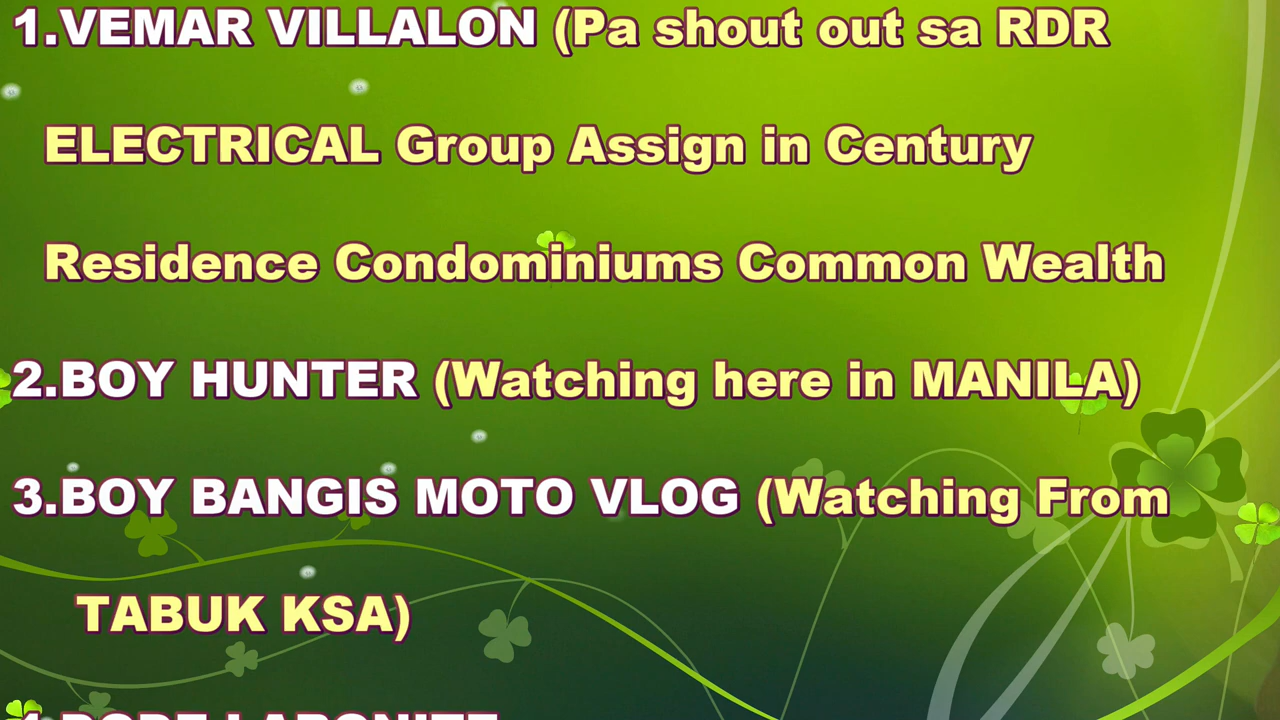 1.VEMAR VILLALON (Pa shout out sa RDR
ELECTRICAL Group Assign in Century
Residence Condominiums Common Wealth
2.BOY HUNTER (Watching here in MANILA)
3.BOY BANGIS MOTO VLOG (Watching From
TABUK KSA)